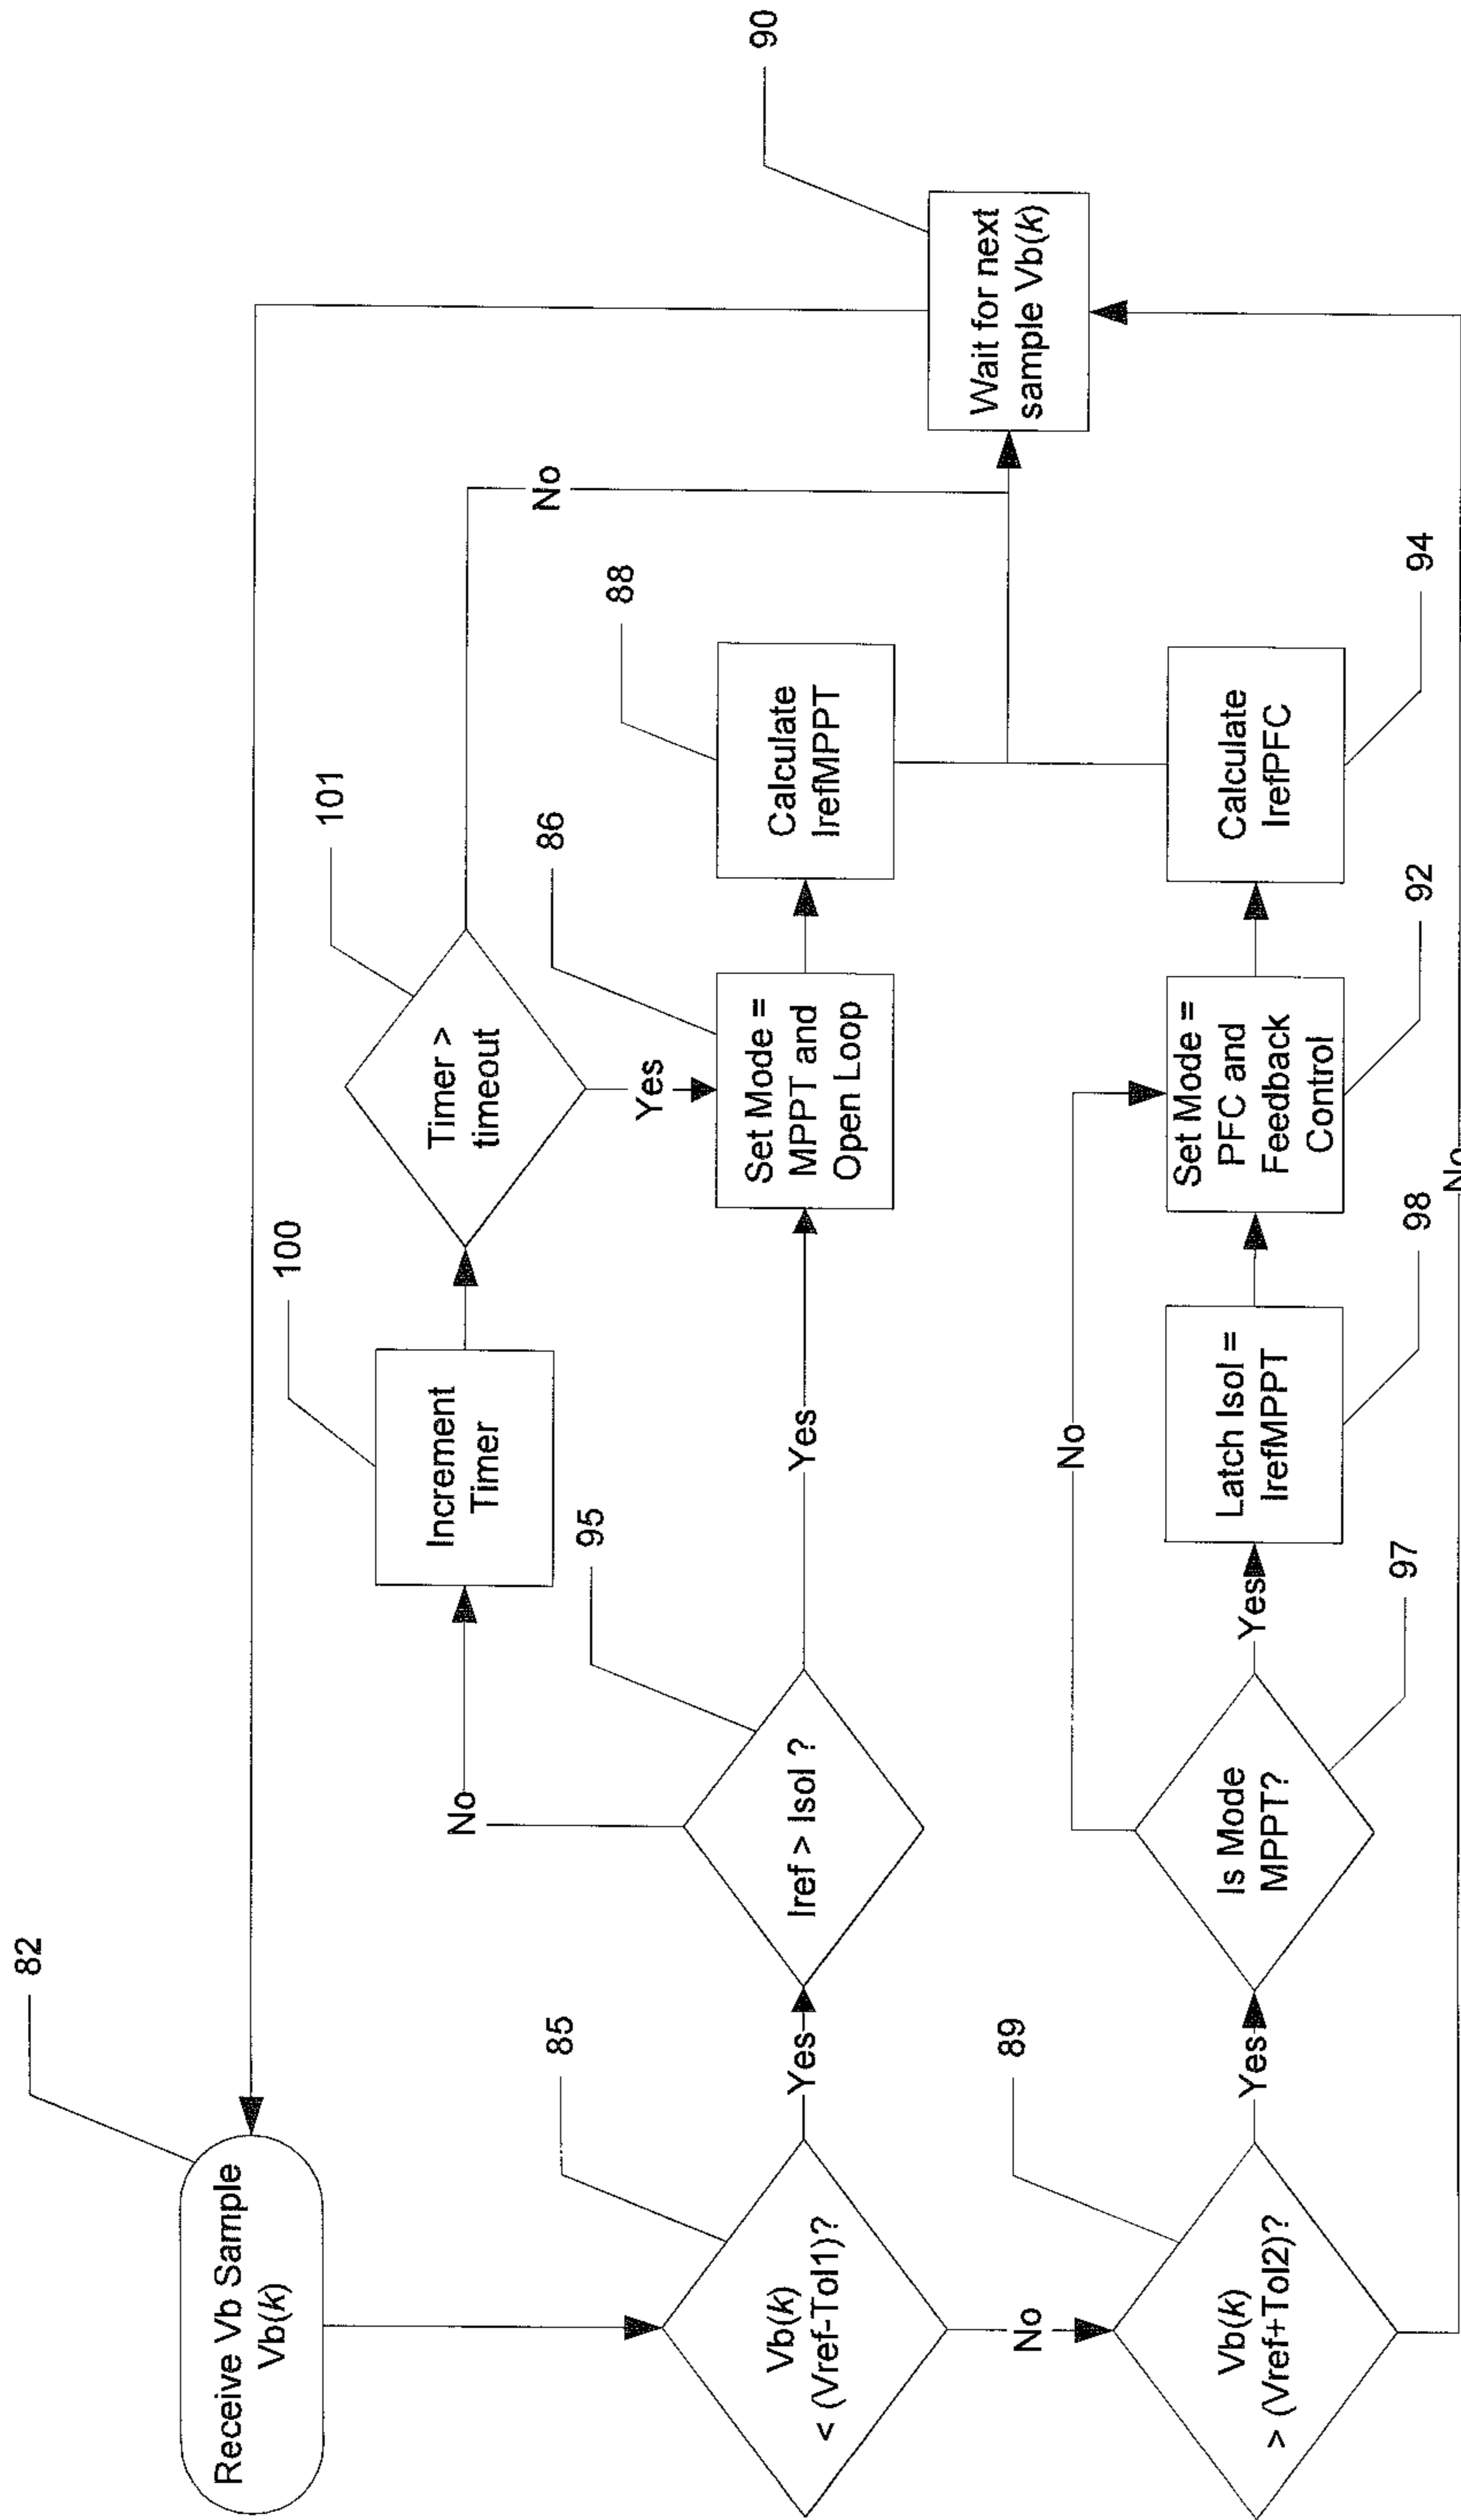 82
Receive Vb Sample
Vb(k)
85
Vb(k)
< (Vref-Tol1)?
Yes
No
89
Vb(k)
> (Vref+Tol2)?
Yes
No
95
Iref > Isol ?
No
Yes
100
Increment
Timer
101
Timer >
timeout
No
Yes
86
Set Mode =
MPPT and
Open Loop
88
Calculate
IrefMPPT
97
Is Mode
MPPT?
No
Yes
98
Latch Isol =
IrefMPPT
92
Set Mode =
PFC and
Feedback
Control
94
Calculate
IrefPFC
90
Wait for next
sample Vb(k)